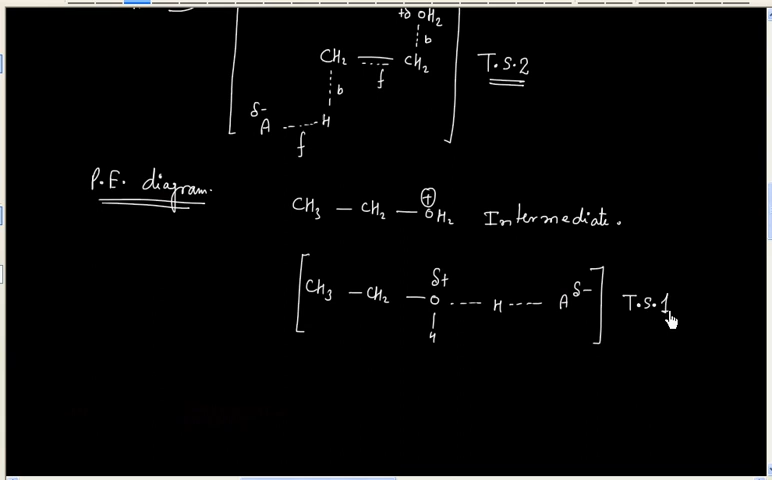 +δ OH2
b
CH2 CH2 T.S.2
f
b
δ-
A H
f
P.E. diagram.
CH3 — CH2 — OH2 Intermediate.
⊕
δ+ δ-
[CH3 — CH2 — O ---- H ---- A] T.S.1
H